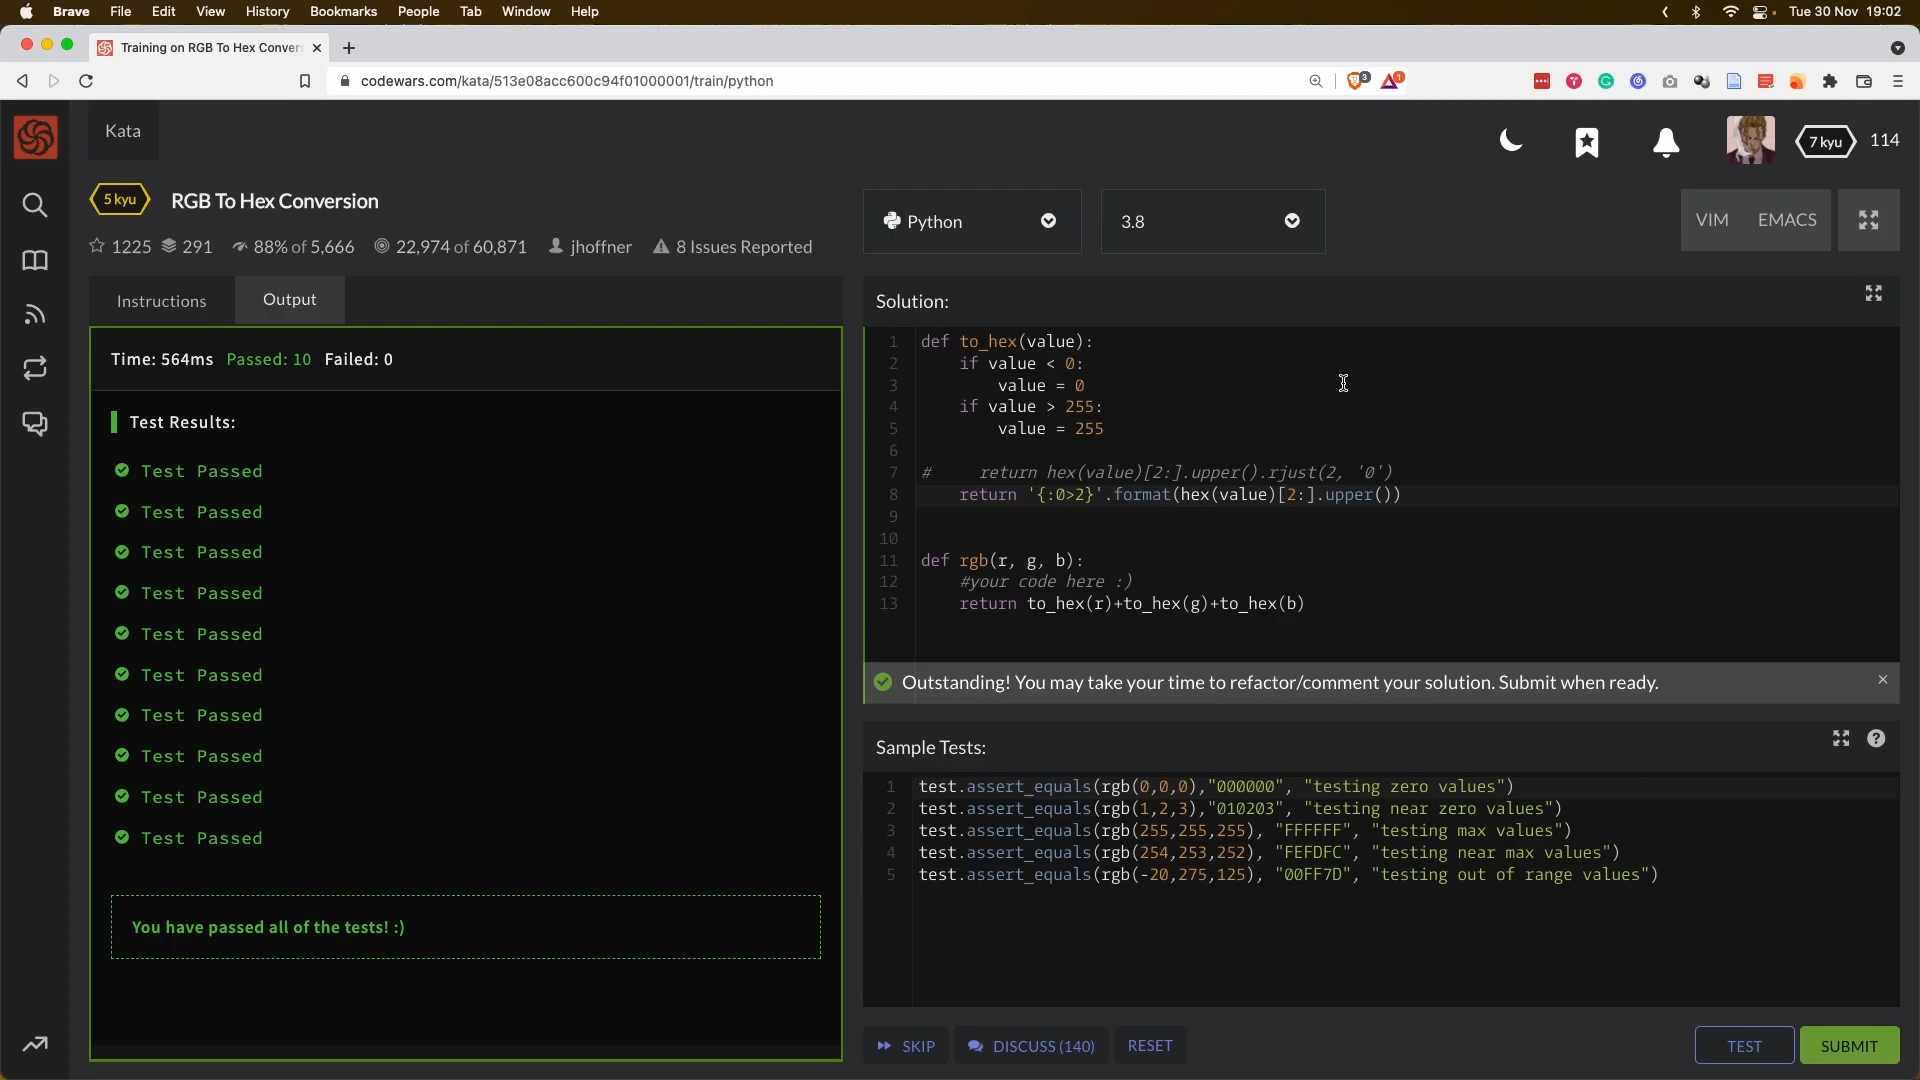 Brave File Edit View History Bookmarks People Tab Window Help Tue 30 Nov 19:02
Training on RGB To Hex Conver
codewars.com/kata/513e08acc600c94f01000001/train/python 3 1
Kata
7 kyu 114
5 kyu RGB To Hex Conversion
1225 291 88% of 5,666 22,974 of 60,871 jhoffner 8 Issues Reported
Python 3.8 VIM EMACS
Instructions Output
Time: 564ms Passed: 10 Failed: 0
Test Results:
Test Passed
Test Passed
Test Passed
Test Passed
Test Passed
Test Passed
Test Passed
Test Passed
Test Passed
Test Passed
You have passed all of the tests! :)
Solution:
1 def to_hex(value):
2     if value < 0:
3         value = 0
4     if value > 255:
5         value = 255
6
7 #     return hex(value)[2:].upper().rjust(2, '0')
8     return '{:0>2}'.format(hex(value)[2:].upper())
9
10
11 def rgb(r, g, b):
12     #your code here :)
13     return to_hex(r)+to_hex(g)+to_hex(b)
Outstanding! You may take your time to refactor/comment your solution. Submit when ready.
Sample Tests:
1 test.assert_equals(rgb(0,0,0),"000000", "testing zero values")
2 test.assert_equals(rgb(1,2,3),"010203", "testing near zero values")
3 test.assert_equals(rgb(255,255,255), "FFFFFF", "testing max values")
4 test.assert_equals(rgb(254,253,252), "FEFDFC", "testing near max values")
5 test.assert_equals(rgb(-20,275,125), "00FF7D", "testing out of range values")
SKIP DISCUSS (140) RESET TEST SUBMIT